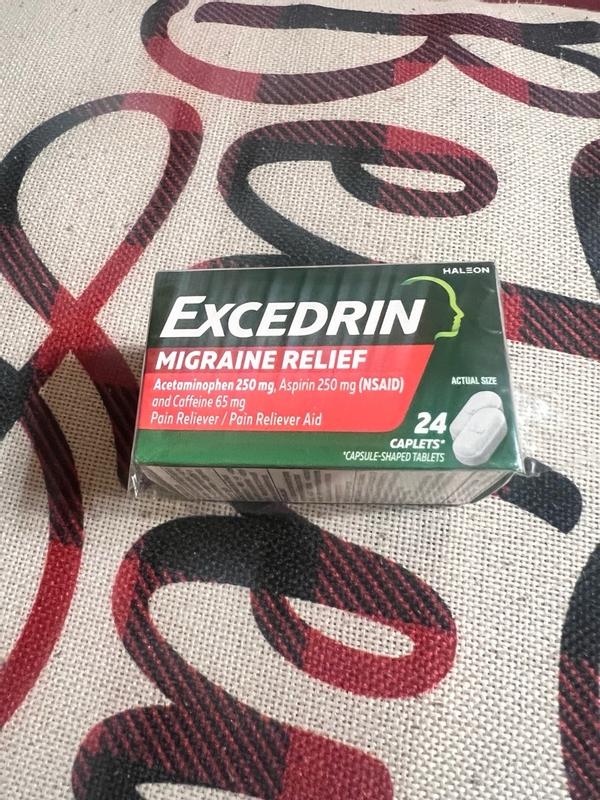 HALEON
EXCEDRIN
MIGRAINE RELIEF
Acetaminophen 250 mg, Aspirin 250 mg (NSAID)
and Caffeine 65 mg
Pain Reliever / Pain Reliever Aid
ACTUAL SIZE
24
CAPLETS*
*CAPSULE-SHAPED TABLETS